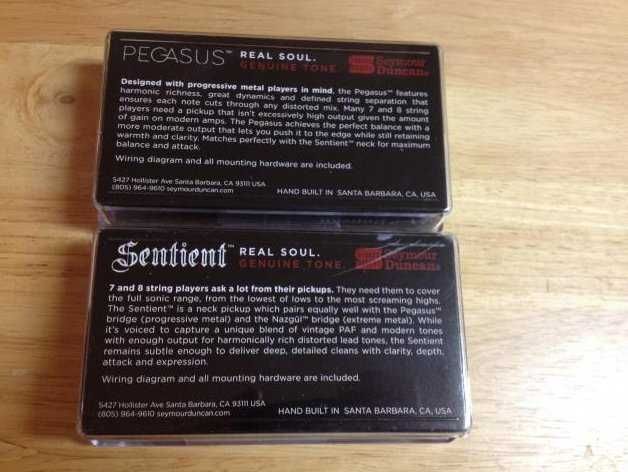 PEGASUS™ REAL SOUL.
GENUINE TONE.
Seymour
Duncan®
Designed with progressive metal players in mind, the Pegasus™ features
harmonic richness, great dynamics and defined string separation that
ensures each note cuts through any distorted mix. Many 7 and 8 string
players need a pickup that isn't excessively high output given the amount
of gain on modern amps. The Pegasus achieves the perfect balance with a
more moderate output that lets you push it to the edge while still retaining
warmth and clarity. Matches perfectly with the Sentient™ neck for maximum
balance and attack.
Wiring diagram and all mounting hardware are included.
5427 Hollister Ave Santa Barbara, CA 93111 USA
(805) 964-9610 seymourduncan.com
HAND BUILT IN SANTA BARBARA, CA, USA
Sentient™ REAL SOUL.
GENUINE TONE.
Seymour
Duncan®
7 and 8 string players ask a lot from their pickups. They need them to cover
the full sonic range, from the lowest of lows to the most screaming highs.
The Sentient™ is a neck pickup which pairs equally well with the Pegasus™
bridge (progressive metal) and the Nazgûl™ bridge (extreme metal). While
it's voiced to capture a unique blend of vintage PAF and modern tones
with enough output for harmonically rich distorted lead tones, the Sentient
remains subtle enough to deliver deep, detailed cleans with clarity, depth,
attack and expression.
Wiring diagram and all mounting hardware are included.
5427 Hollister Ave Santa Barbara, CA 93111 USA
(805) 964-9610 seymourduncan.com
HAND BUILT IN SANTA BARBARA, CA, USA